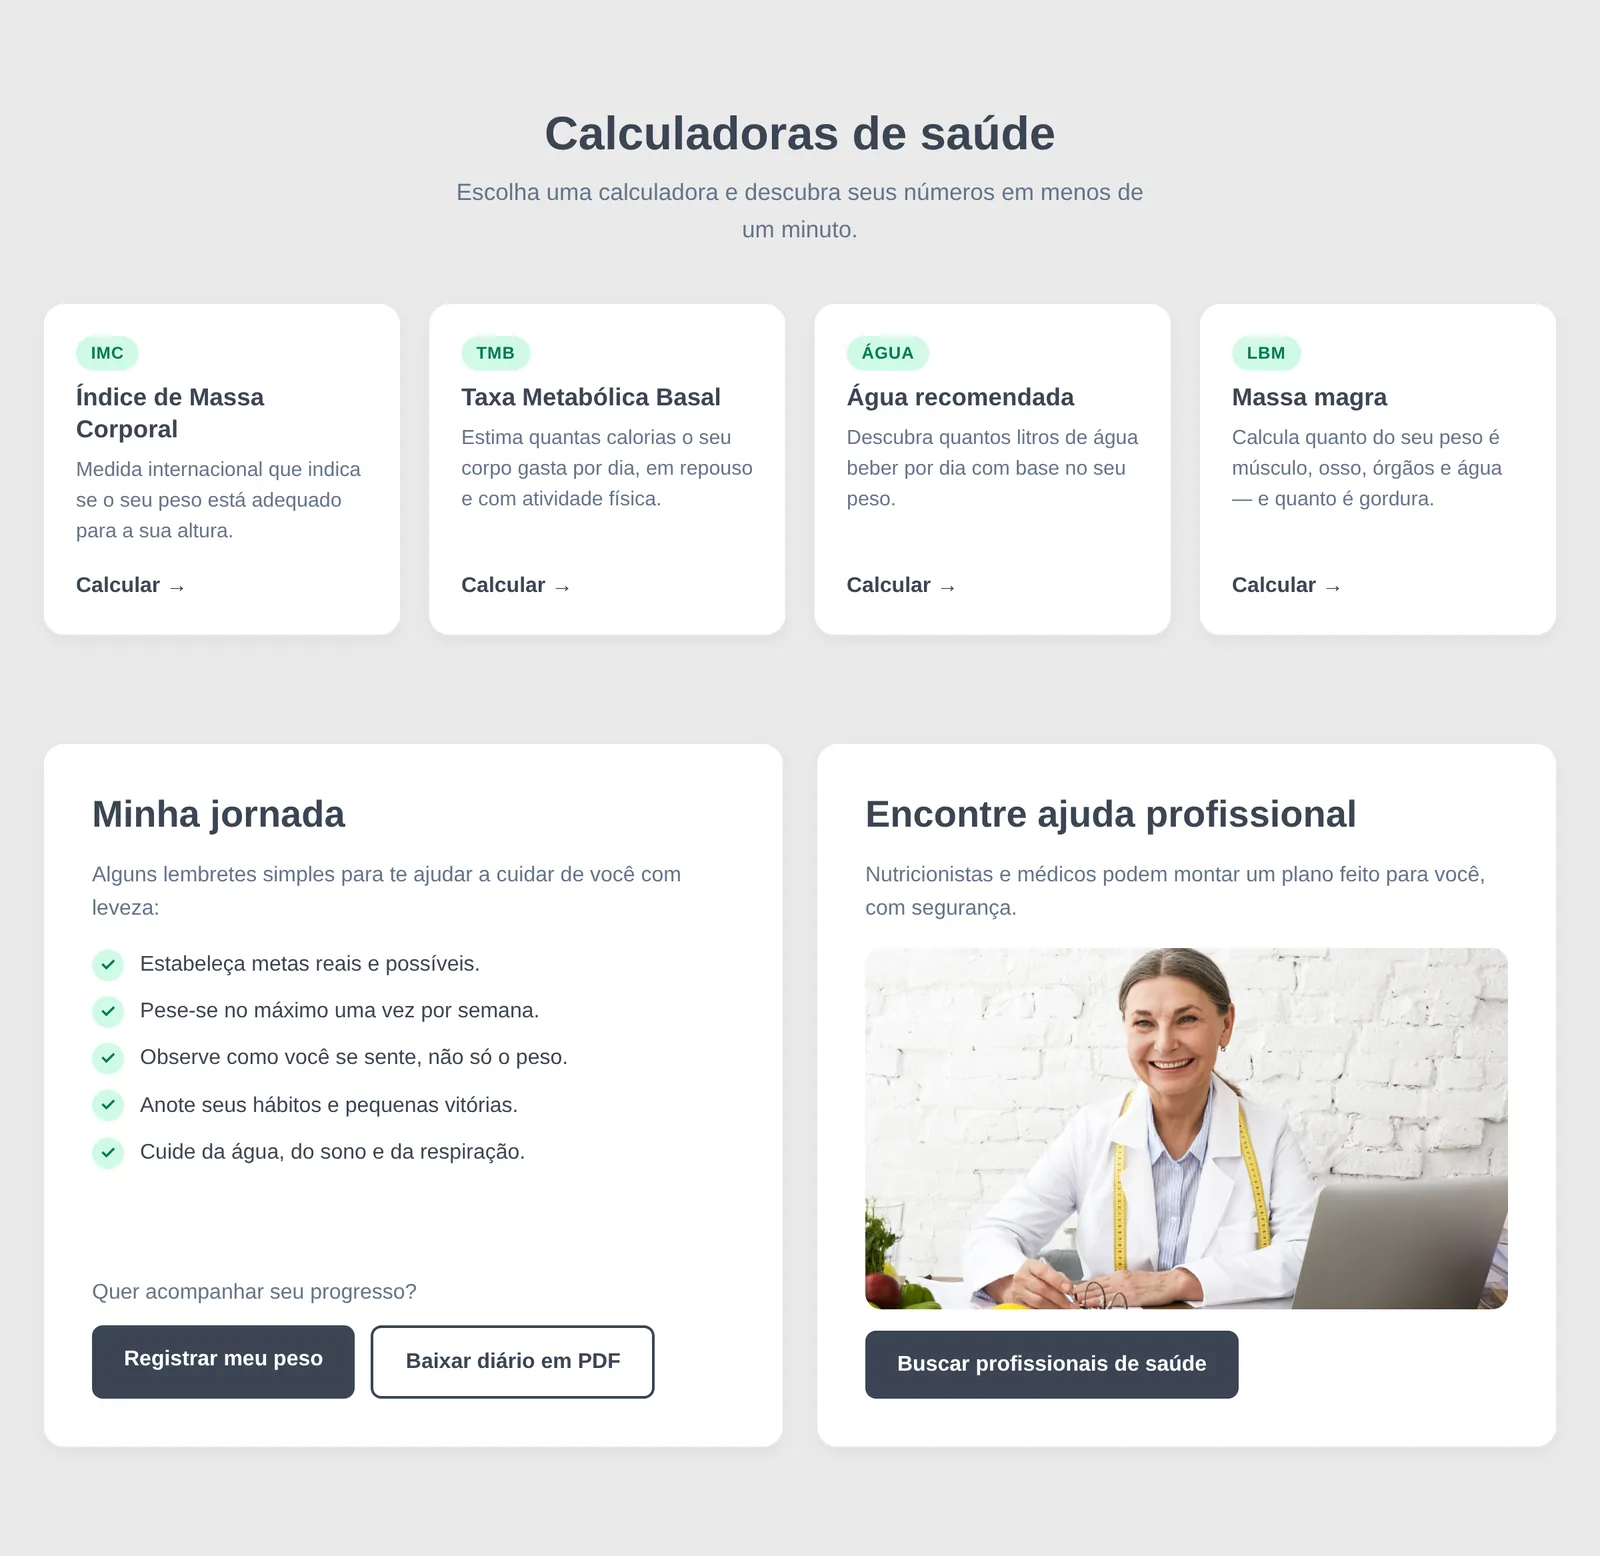 Calculadoras de saúde
Escolha uma calculadora e descubra seus números em menos de
um minuto.
IMC
Índice de Massa
Corporal
Medida internacional que indica
se o seu peso está adequado
para a sua altura.
Calcular →
TMB
Taxa Metabólica Basal
Estima quantas calorias o seu
corpo gasta por dia, em repouso
e com atividade física.
Calcular →
ÁGUA
Água recomendada
Descubra quantos litros de água
beber por dia com base no seu
peso.
Calcular →
LBM
Massa magra
Calcula quanto do seu peso é
músculo, osso, órgãos e água
— e quanto é gordura.
Calcular →
Minha jornada
Alguns lembretes simples para te ajudar a cuidar de você com
leveza:
Estabeleça metas reais e possíveis.
Pese-se no máximo uma vez por semana.
Observe como você se sente, não só o peso.
Anote seus hábitos e pequenas vitórias.
Cuide da água, do sono e da respiração.
Quer acompanhar seu progresso?
Registrar meu peso
Baixar diário em PDF
Encontre ajuda profissional
Nutricionistas e médicos podem montar um plano feito para você,
com segurança.
Buscar profissionais de saúde